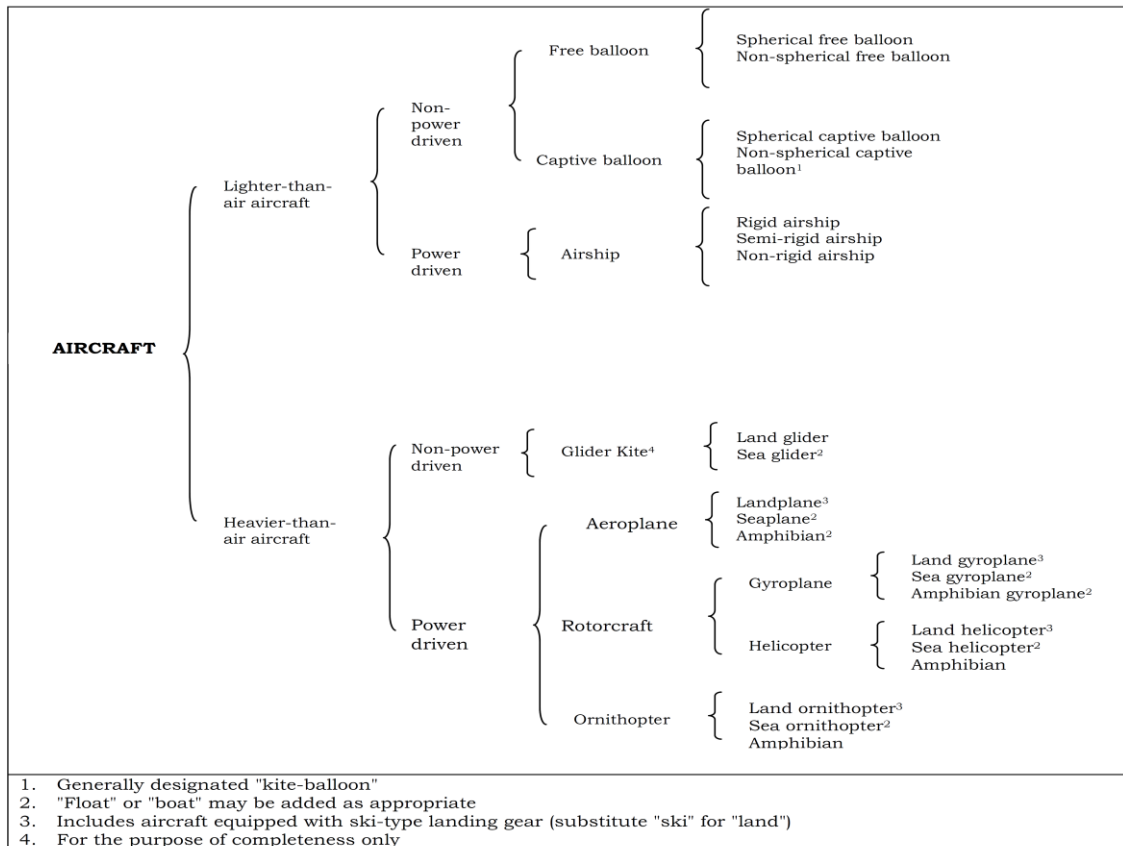 Free balloon
Spherical free balloon
Non-spherical free balloon
Non-
power
driven
Captive balloon
Spherical captive balloon
Non-spherical captive
balloon¹
Lighter-than-
air aircraft
Power
driven
Airship
Rigid airship
Semi-rigid airship
Non-rigid airship
AIRCRAFT
Non-power
driven
Glider Kite⁴
Land glider
Sea glider²
Heavier-than-
air aircraft
Aeroplane
Landplane³
Seaplane²
Amphibian²
Power
driven
Rotorcraft
Gyroplane
Land gyroplane³
Sea gyroplane²
Amphibian gyroplane²
Helicopter
Land helicopter³
Sea helicopter²
Amphibian
Ornithopter
Land ornithopter³
Sea ornithopter²
Amphibian
1. Generally designated "kite-balloon"
2. "Float" or "boat" may be added as appropriate
3. Includes aircraft equipped with ski-type landing gear (substitute "ski" for "land")
4. For the purpose of completeness only